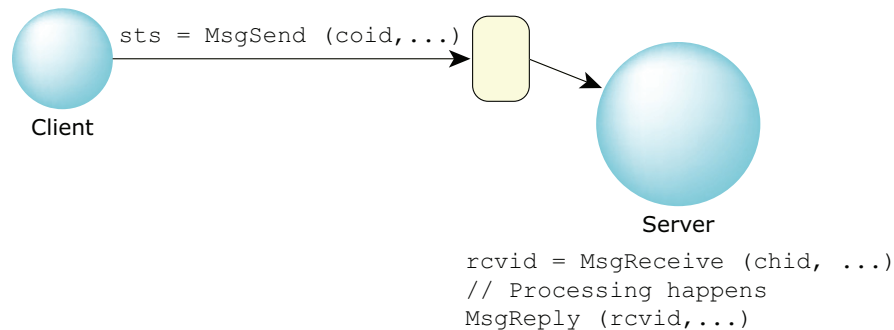 sts = MsgSend (coid,...)
Client
Server
rcvid = MsgReceive (chid, ...)
// Processing happens
MsgReply (rcvid,...)